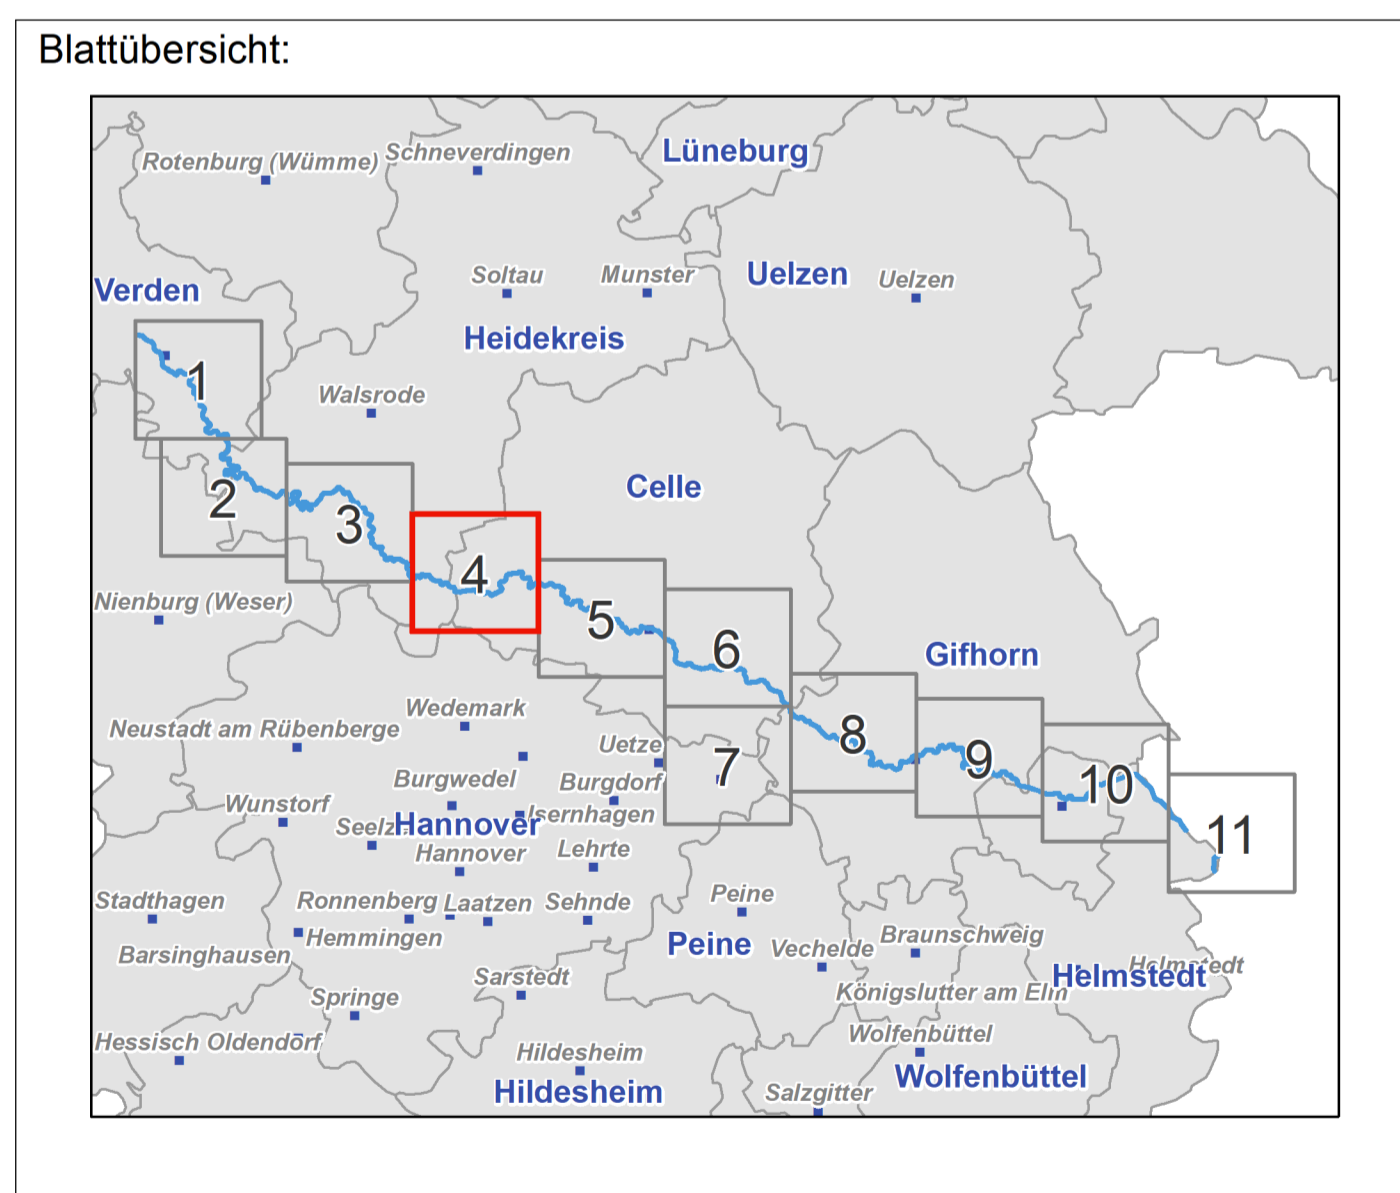 Blattübersicht:
Rotenburg (Wümme)
Schneverdingen
Lüneburg
Verden
Soltau
Munster
Uelzen
Uelzen
Heidekreis
1
Walsrode
2
3
Celle
4
Nienburg (Weser)
5
6
Gifhorn
Neustadt am Rübenberge
Wedemark
Uetze
7
8
9
10
11
Burgwedel
Burgdorf
Wunstorf
Seelz
Hannover
Isernhagen
Hannover
Lehrte
Stadthagen
Ronnenberg
Laatzen
Sehnde
Peine
Barsinghausen
Hemmingen
Peine
Vechelde
Braunschweig
Helmstedt
Helmstedt
Sarstedt
Springe
Königslutter am Elm
Hessisch Oldendorf
Hildesheim
Hildesheim
Wolfenbüttel
Wolfenbüttel
Salzgitter